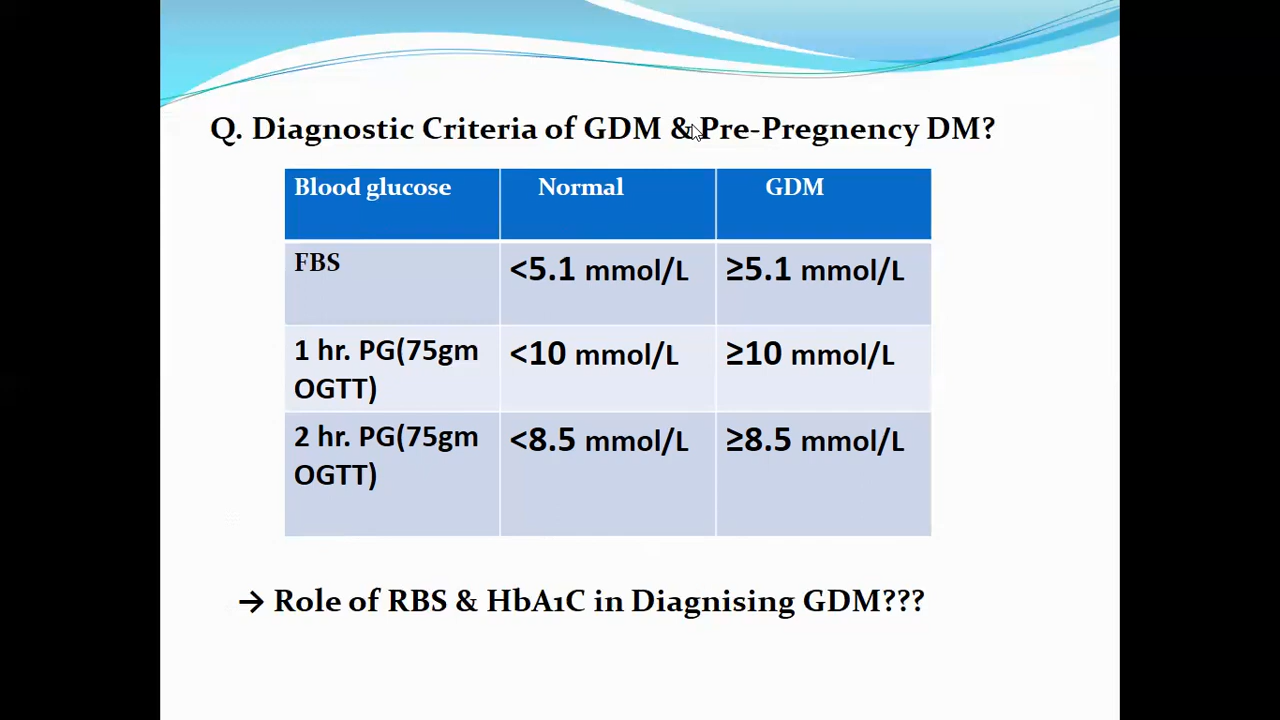 Q. Diagnostic Criteria of GDM & Pre-Pregnency DM?
Blood glucose Normal GDM
FBS <5.1 mmol/L ≥5.1 mmol/L
1 hr. PG(75gm <10 mmol/L ≥10 mmol/L
OGTT)
2 hr. PG(75gm <8.5 mmol/L ≥8.5 mmol/L
OGTT)
→ Role of RBS & HbA1C in Diagnising GDM???